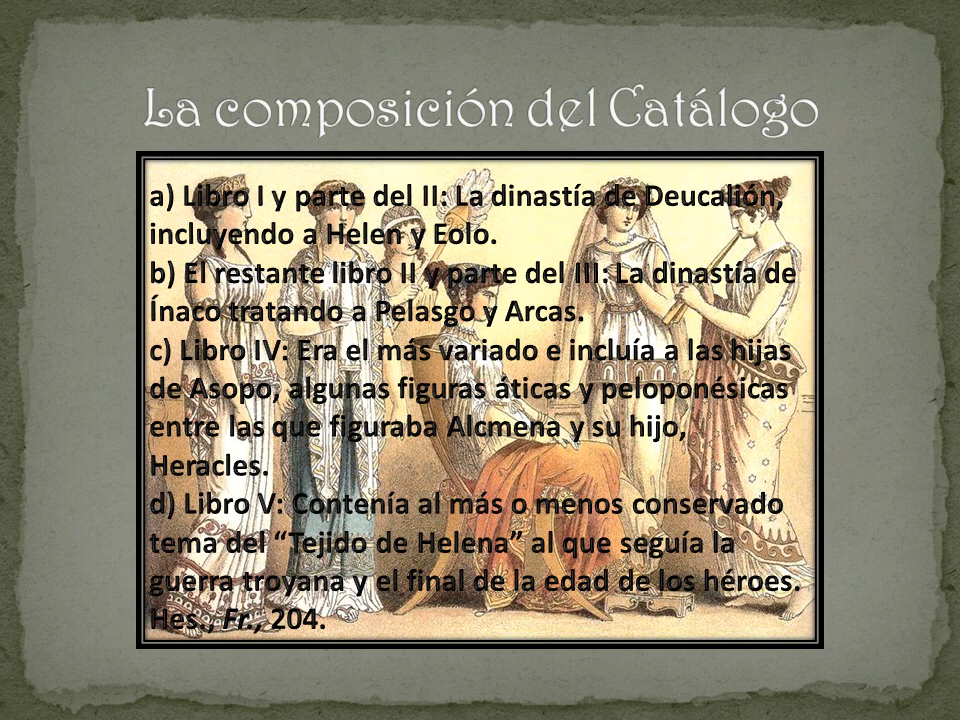 La composición del Catálogo
a) Libro I y parte del II: La dinastía de Deucalión,
incluyendo a Helen y Eolo.
b) El restante libro II y parte del III: La dinastía de
Ínaco tratando a Pelasgo y Arcas.
c) Libro IV: Era el más variado e incluía a las hijas
de Asopo, algunas figuras áticas y peloponésicas
entre las que figuraba Alcmena y su hijo,
Heracles.
d) Libro V: Contenía al más o menos conservado
tema del “Tejido de Helena” al que seguía la
guerra troyana y el final de la edad de los héroes.
Hes., Fr., 204.